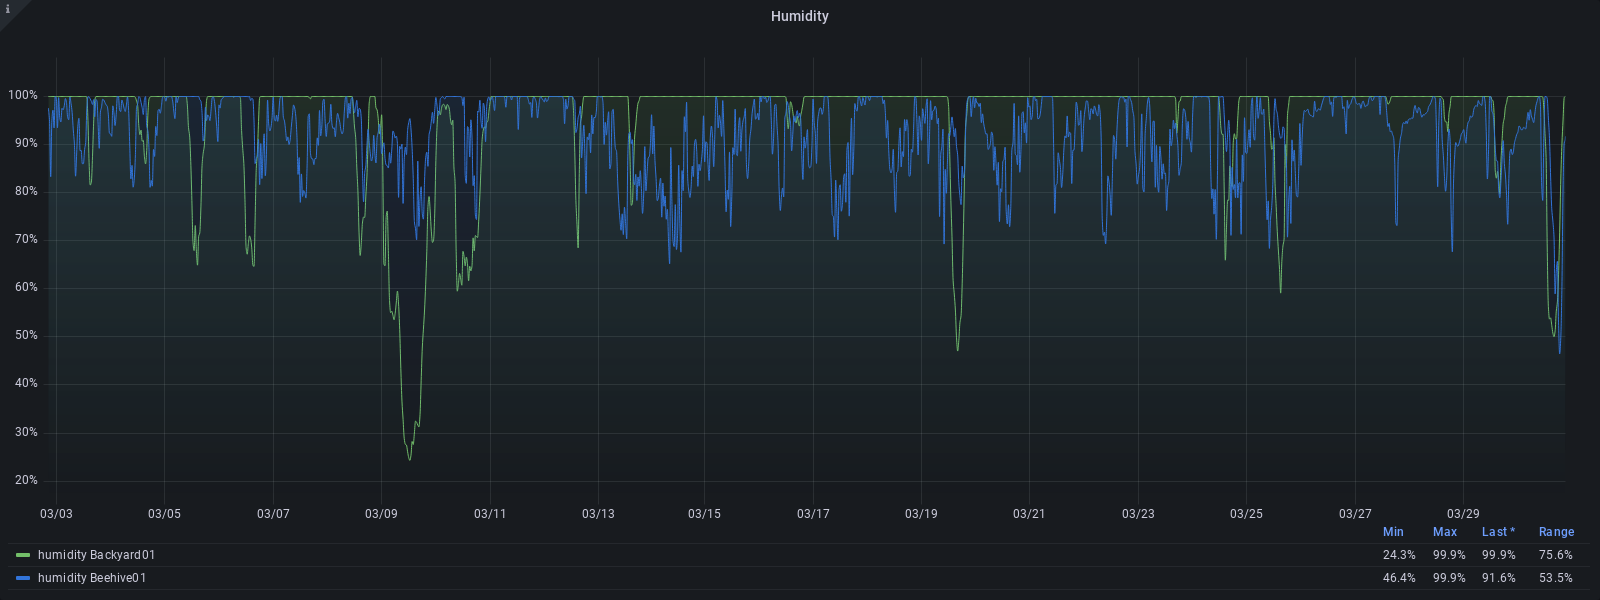 i
Humidity
100%
90%
80%
70%
60%
50%
40%
30%
20%
03/03 03/05 03/07 03/09 03/11 03/13 03/15 03/17 03/19 03/21 03/23 03/25 03/27 03/29
Min Max Last * Range
humidity Backyard01 24.3% 99.9% 99.9% 75.6%
humidity Beehive01 46.4% 99.9% 91.6% 53.5%